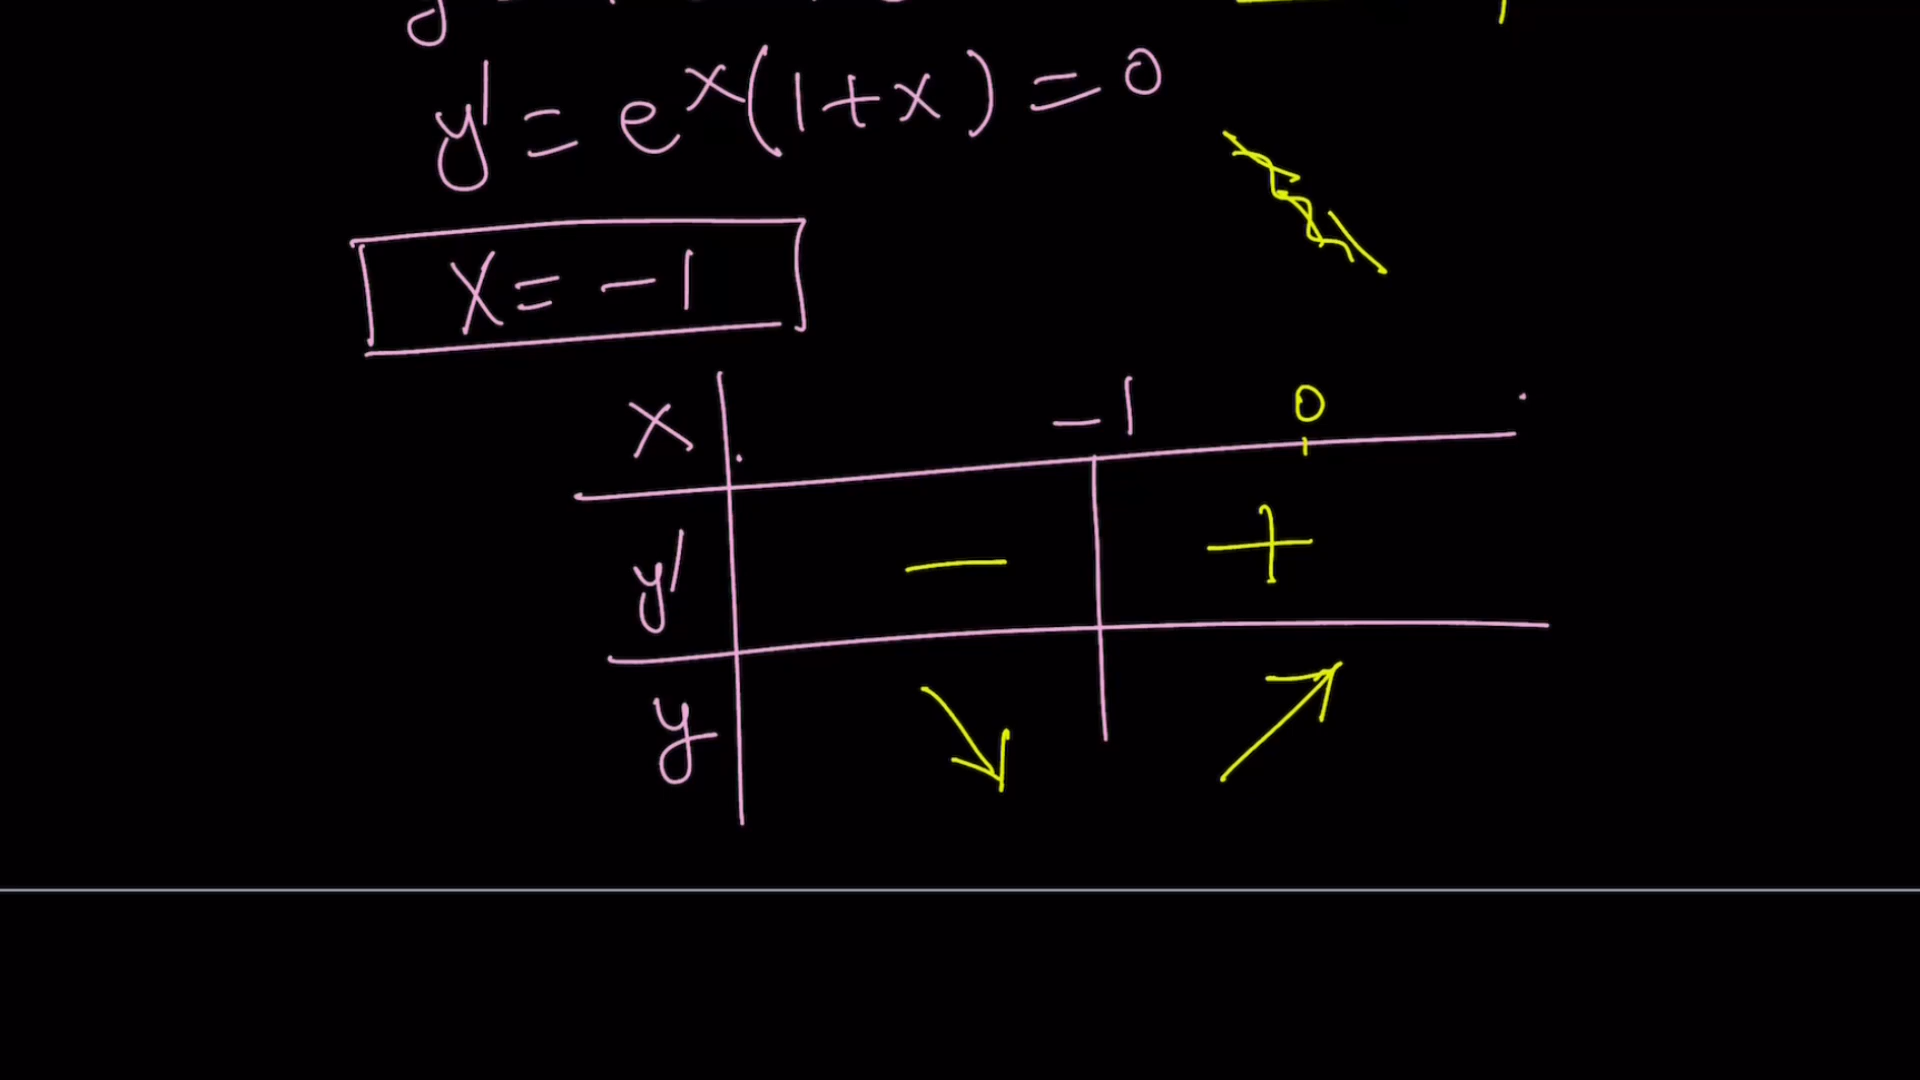 y' = e^x(1+x) = 0
x = -1
x -1 0
y' — +
y ↘ ↗